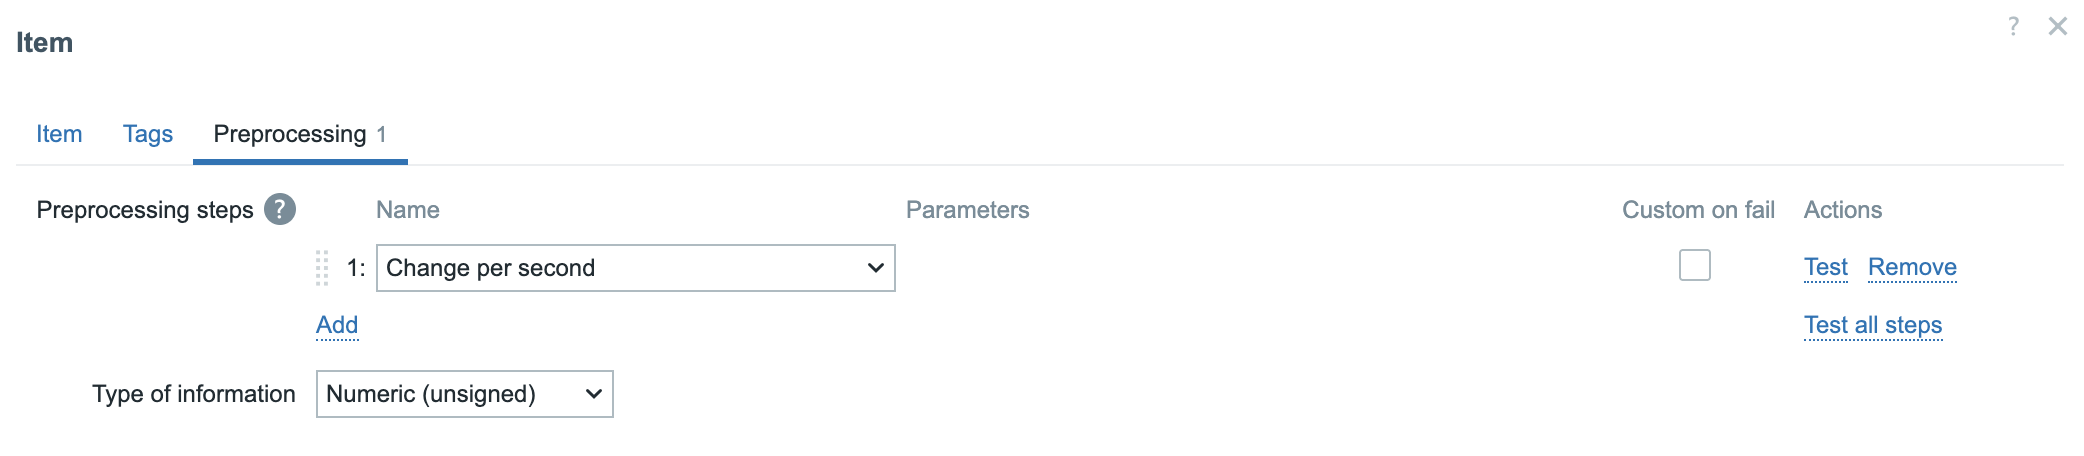 ?
Item
Item Tags Preprocessing 1
Preprocessing steps ? Name Parameters Custom on fail Actions
1: Change per second Test Remove
Add Test all steps
Type of information Numeric (unsigned)